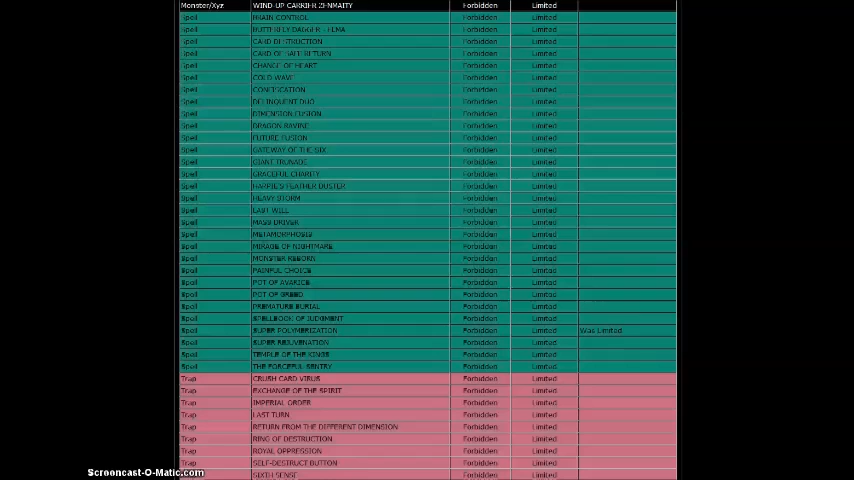 Monster/Xyz WIND-UP CARRIER ZENMAITY Forbidden Limited
Spell BRAIN CONTROL Forbidden Limited
Spell BUTTERFLY DAGGER - ELMA Forbidden Limited
Spell CARD DESTRUCTION Forbidden Limited
Spell CARD OF SAFE RETURN Forbidden Limited
Spell CHANGE OF HEART Forbidden Limited
Spell COLD WAVE Forbidden Limited
Spell CONFISCATION Forbidden Limited
Spell DELINQUENT DUO Forbidden Limited
Spell DIMENSION FUSION Forbidden Limited
Spell DRAGON RAVINE Forbidden Limited
Spell FUTURE FUSION Forbidden Limited
Spell GATEWAY OF THE SIX Forbidden Limited
Spell GIANT TRUNADE Forbidden Limited
Spell GRACEFUL CHARITY Forbidden Limited
Spell HARPIE'S FEATHER DUSTER Forbidden Limited
Spell HEAVY STORM Forbidden Limited
Spell LAST WILL Forbidden Limited
Spell MASS DRIVER Forbidden Limited
Spell METAMORPHOSIS Forbidden Limited
Spell MIRAGE OF NIGHTMARE Forbidden Limited
Spell MONSTER REBORN Forbidden Limited
Spell PAINFUL CHOICE Forbidden Limited
Spell POT OF AVARICE Forbidden Limited
Spell POT OF GREED Forbidden Limited
Spell PREMATURE BURIAL Forbidden Limited
Spell SPELLBOOK OF JUDGMENT Forbidden Limited
Spell SUPER POLYMERIZATION Forbidden Limited Was Limited
Spell SUPER REJUVENATION Forbidden Limited
Spell TEMPLE OF THE KINGS Forbidden Limited
Spell THE FORCEFUL SENTRY Forbidden Limited
Trap CRUSH CARD VIRUS Forbidden Limited
Trap EXCHANGE OF THE SPIRIT Forbidden Limited
Trap IMPERIAL ORDER Forbidden Limited
Trap LAST TURN Forbidden Limited
Trap RETURN FROM THE DIFFERENT DIMENSION Forbidden Limited
Trap RING OF DESTRUCTION Forbidden Limited
Trap ROYAL OPPRESSION Forbidden Limited
Trap SELF-DESTRUCT BUTTON Forbidden Limited
Trap SIXTH SENSE Forbidden Limited
Screencast-O-Matic.com